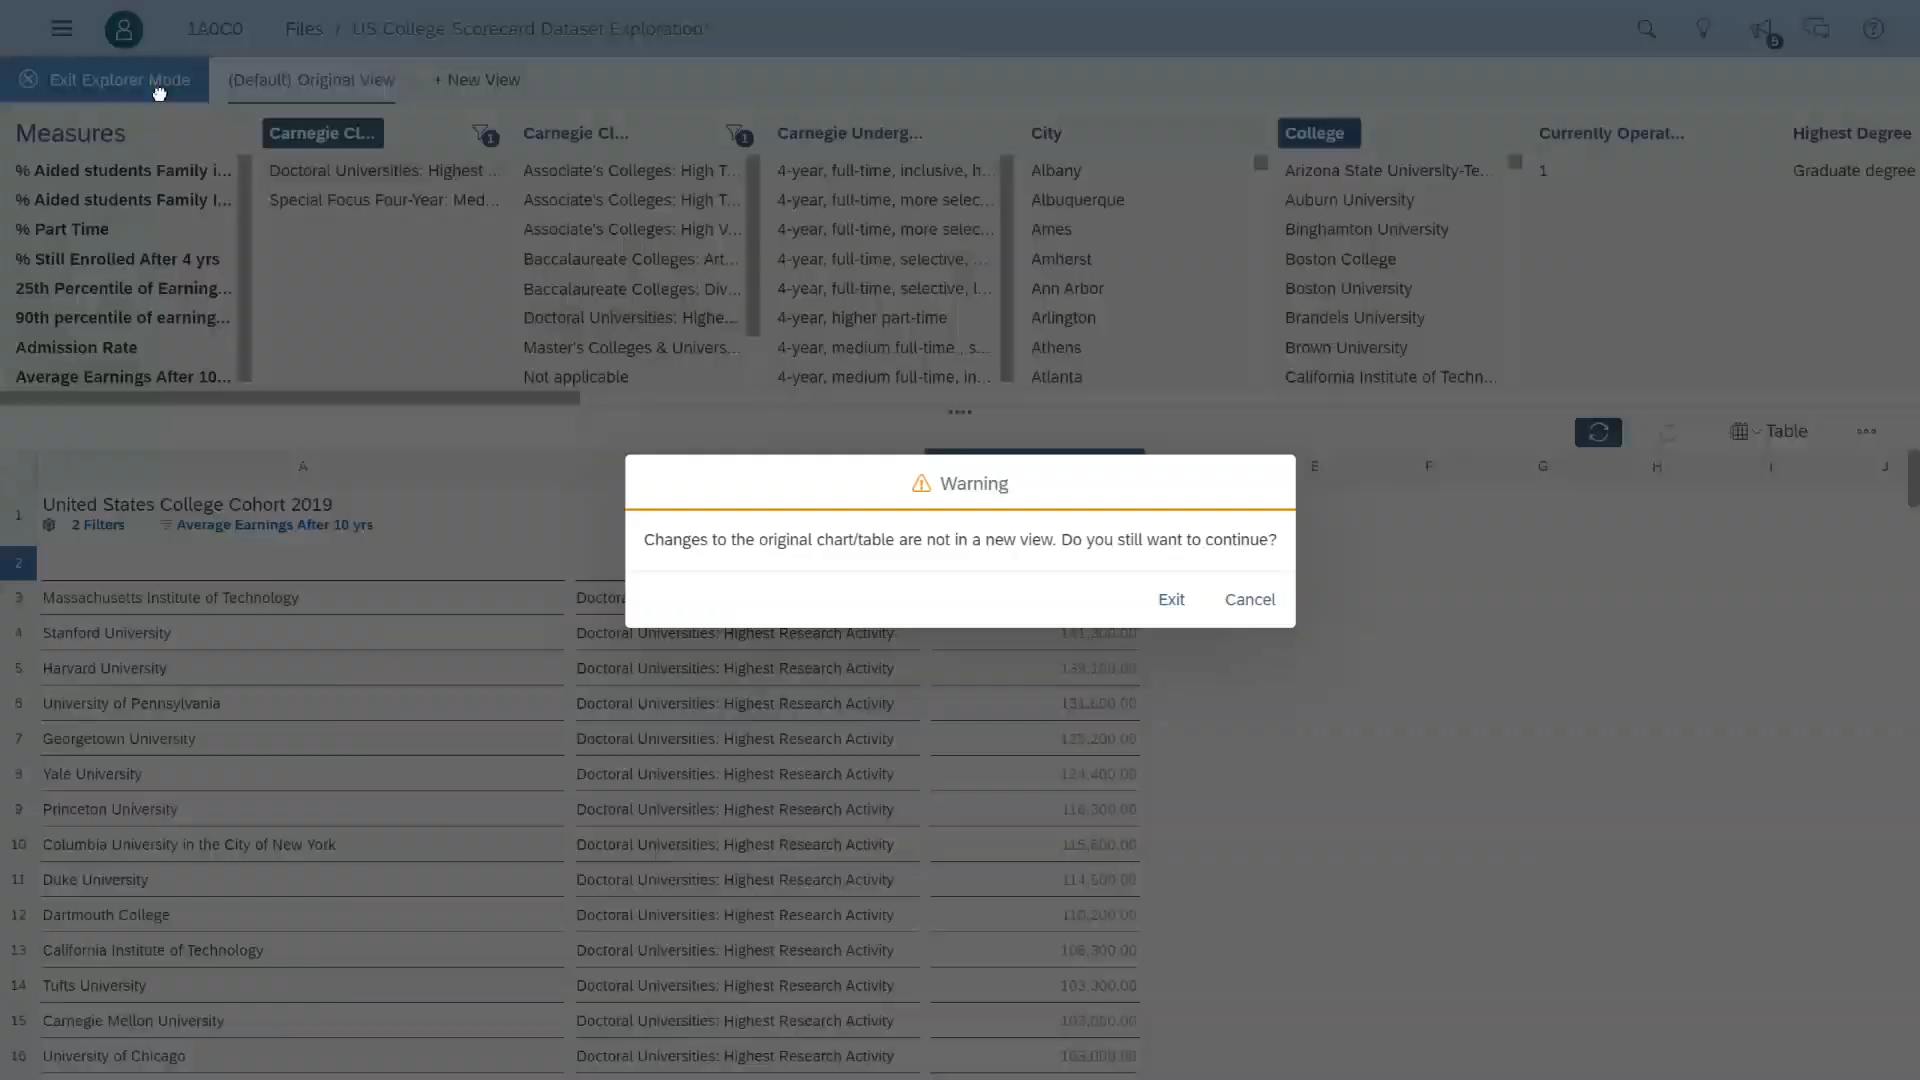 1A0C0 Files / US College Scorecard Dataset Exploration*
5
Exit Explorer Mode (Default) Original View + New View
Measures Carnegie Cl... 1 Carnegie Cl... 1 Carnegie Underg... City College Currently Operat... Highest Degree
% Aided students Family i... Doctoral Universities: Highest ... Associate's Colleges: High T... 4-year, full-time, inclusive, h... Albany Arizona State University-Te... 1 Graduate degree
% Aided students Family I... Special Focus Four-Year: Med... Associate's Colleges: High T... 4-year, full-time, more selec... Albuquerque Auburn University
% Part Time Associate's Colleges: High V... 4-year, full-time, more selec... Ames Binghamton University
% Still Enrolled After 4 yrs Baccalaureate Colleges: Art... 4-year, full-time, selective, ... Amherst Boston College
25th Percentile of Earning... Baccalaureate Colleges: Div... 4-year, full-time, selective, l... Ann Arbor Boston University
90th percentile of earning... Doctoral Universities: Highe... 4-year, higher part-time Arlington Brandeis University
Admission Rate Master's Colleges & Univers... 4-year, medium full-time , s... Athens Brown University
Average Earnings After 10... Not applicable 4-year, medium full-time, in... Atlanta California Institute of Techn...
Table
A E F G H I J
1 United States College Cohort 2019
2 Filters Average Earnings After 10 yrs
2
Warning
Changes to the original chart/table are not in a new view. Do you still want to continue?
Exit Cancel
3 Massachusetts Institute of Technology Doctora
4 Stanford University Doctoral Universities: Highest Research Activity
5 Harvard University Doctoral Universities: Highest Research Activity
6 University of Pennsylvania Doctoral Universities: Highest Research Activity
7 Georgetown University Doctoral Universities: Highest Research Activity
8 Yale University Doctoral Universities: Highest Research Activity 124,400.00
9 Princeton University Doctoral Universities: Highest Research Activity 116,300.00
10 Columbia University in the City of New York Doctoral Universities: Highest Research Activity
11 Duke University Doctoral Universities: Highest Research Activity
12 Dartmouth College Doctoral Universities: Highest Research Activity 110,200.00
13 California Institute of Technology Doctoral Universities: Highest Research Activity
14 Tufts University Doctoral Universities: Highest Research Activity
15 Carnegie Mellon University Doctoral Universities: Highest Research Activity
16 University of Chicago Doctoral Universities: Highest Research Activity 103,000.00